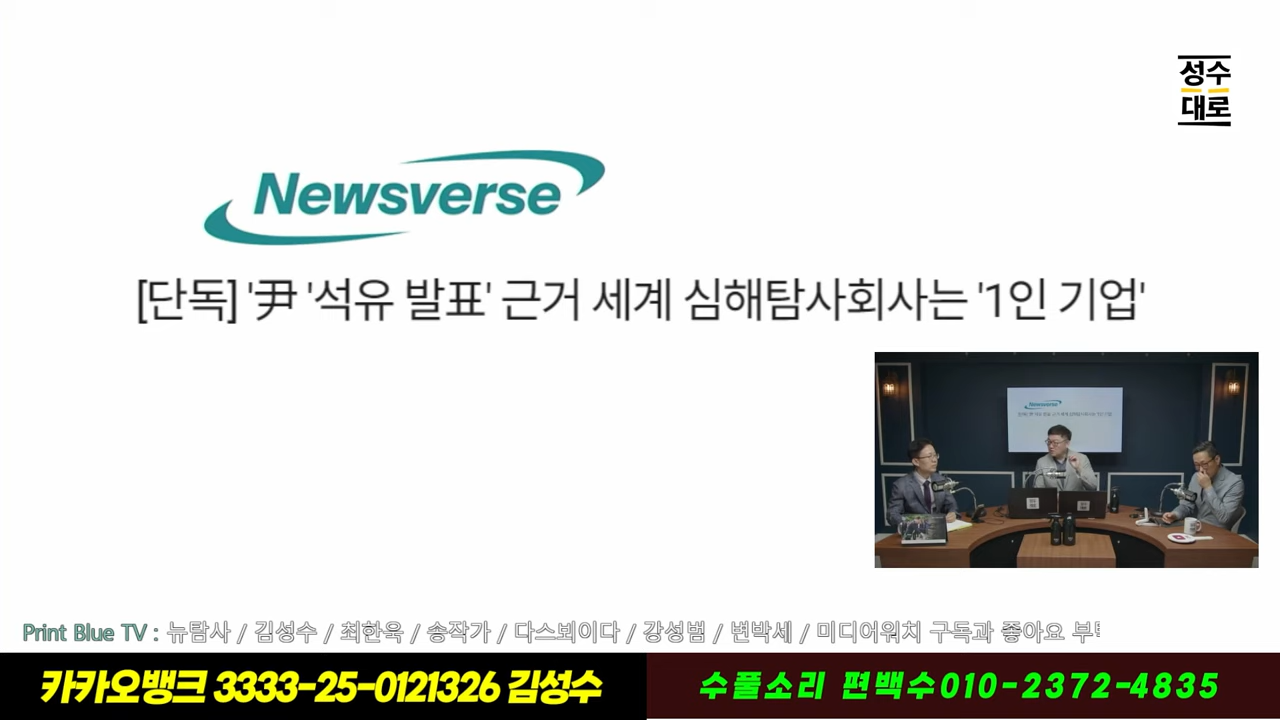 성수
대로
Newsverse
[단독] '尹 '석유 발표' 근거 세계 심해탐사회사는 '1인 기업'
Print Blue TV : 뉴탐사 / 김성수 / 최한욱 / 송작가 / 다스뵈이다 / 강성범 / 변박세 / 미디어워치 구독과 좋아요 부
카카오뱅크 3333-25-0121326 김성수
수풀소리 편백수010-2372-4835